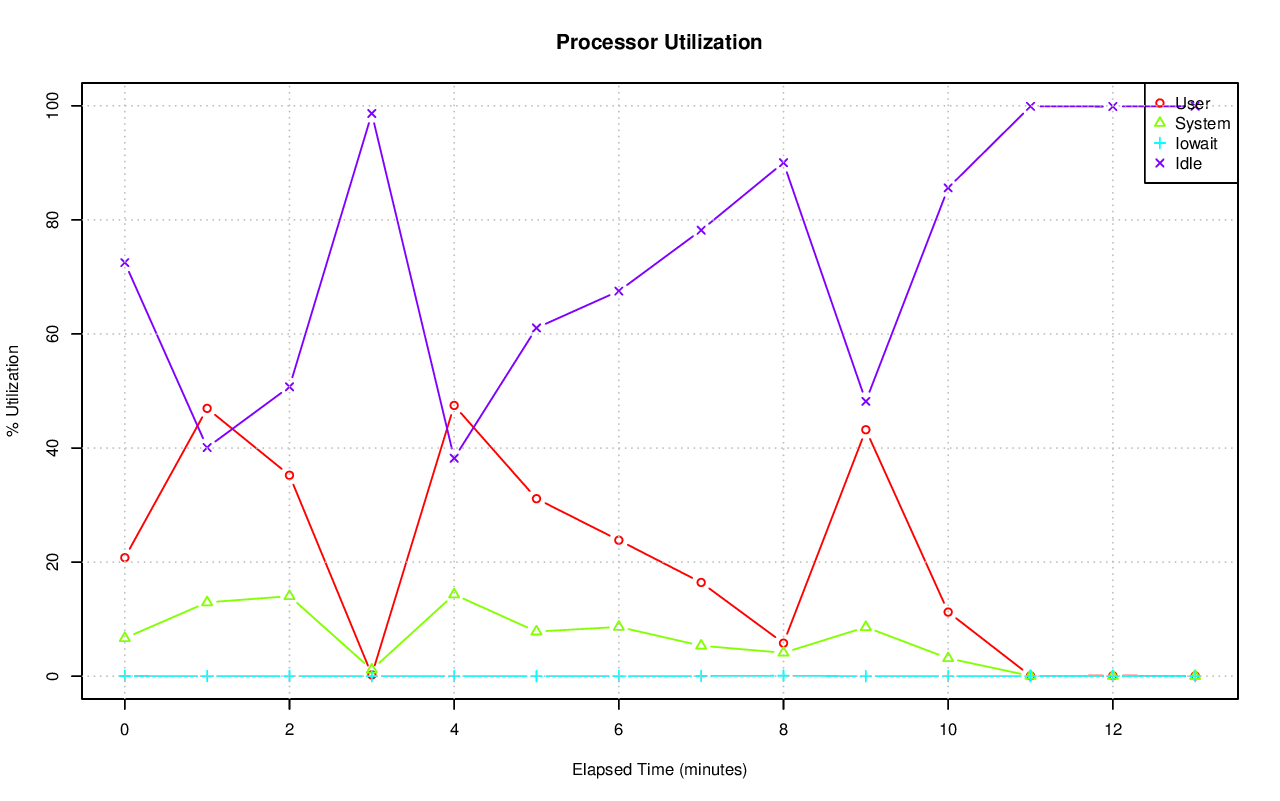 Processor Utilization
% Utilization
100
80
60
40
20
0
User
System
Iowait
Idle
0 2 4 6 8 10 12
Elapsed Time (minutes)